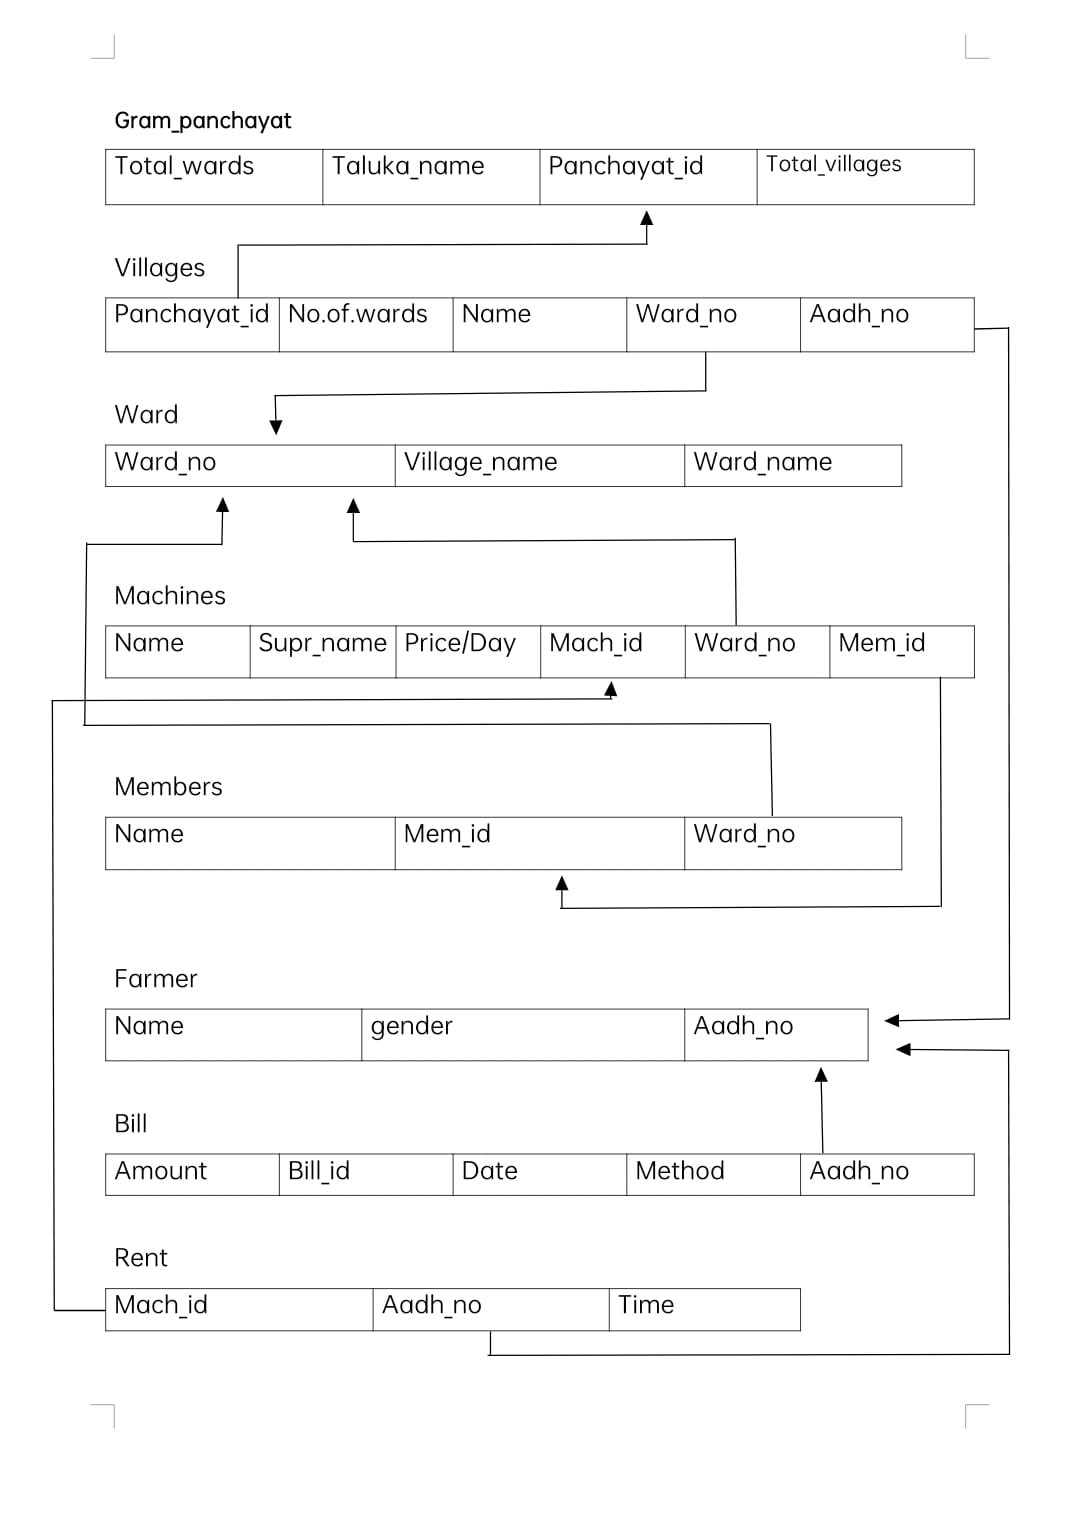 Gram_panchayat
Total_wards Taluka_name Panchayat_id Total_villages
Villages
Panchayat_id No.of.wards Name Ward_no Aadh_no
Ward
Ward_no Village_name Ward_name
Machines
Name Supr_name Price/Day Mach_id Ward_no Mem_id
Members
Name Mem_id Ward_no
Farmer
Name gender Aadh_no
Bill
Amount Bill_id Date Method Aadh_no
Rent
Mach_id Aadh_no Time